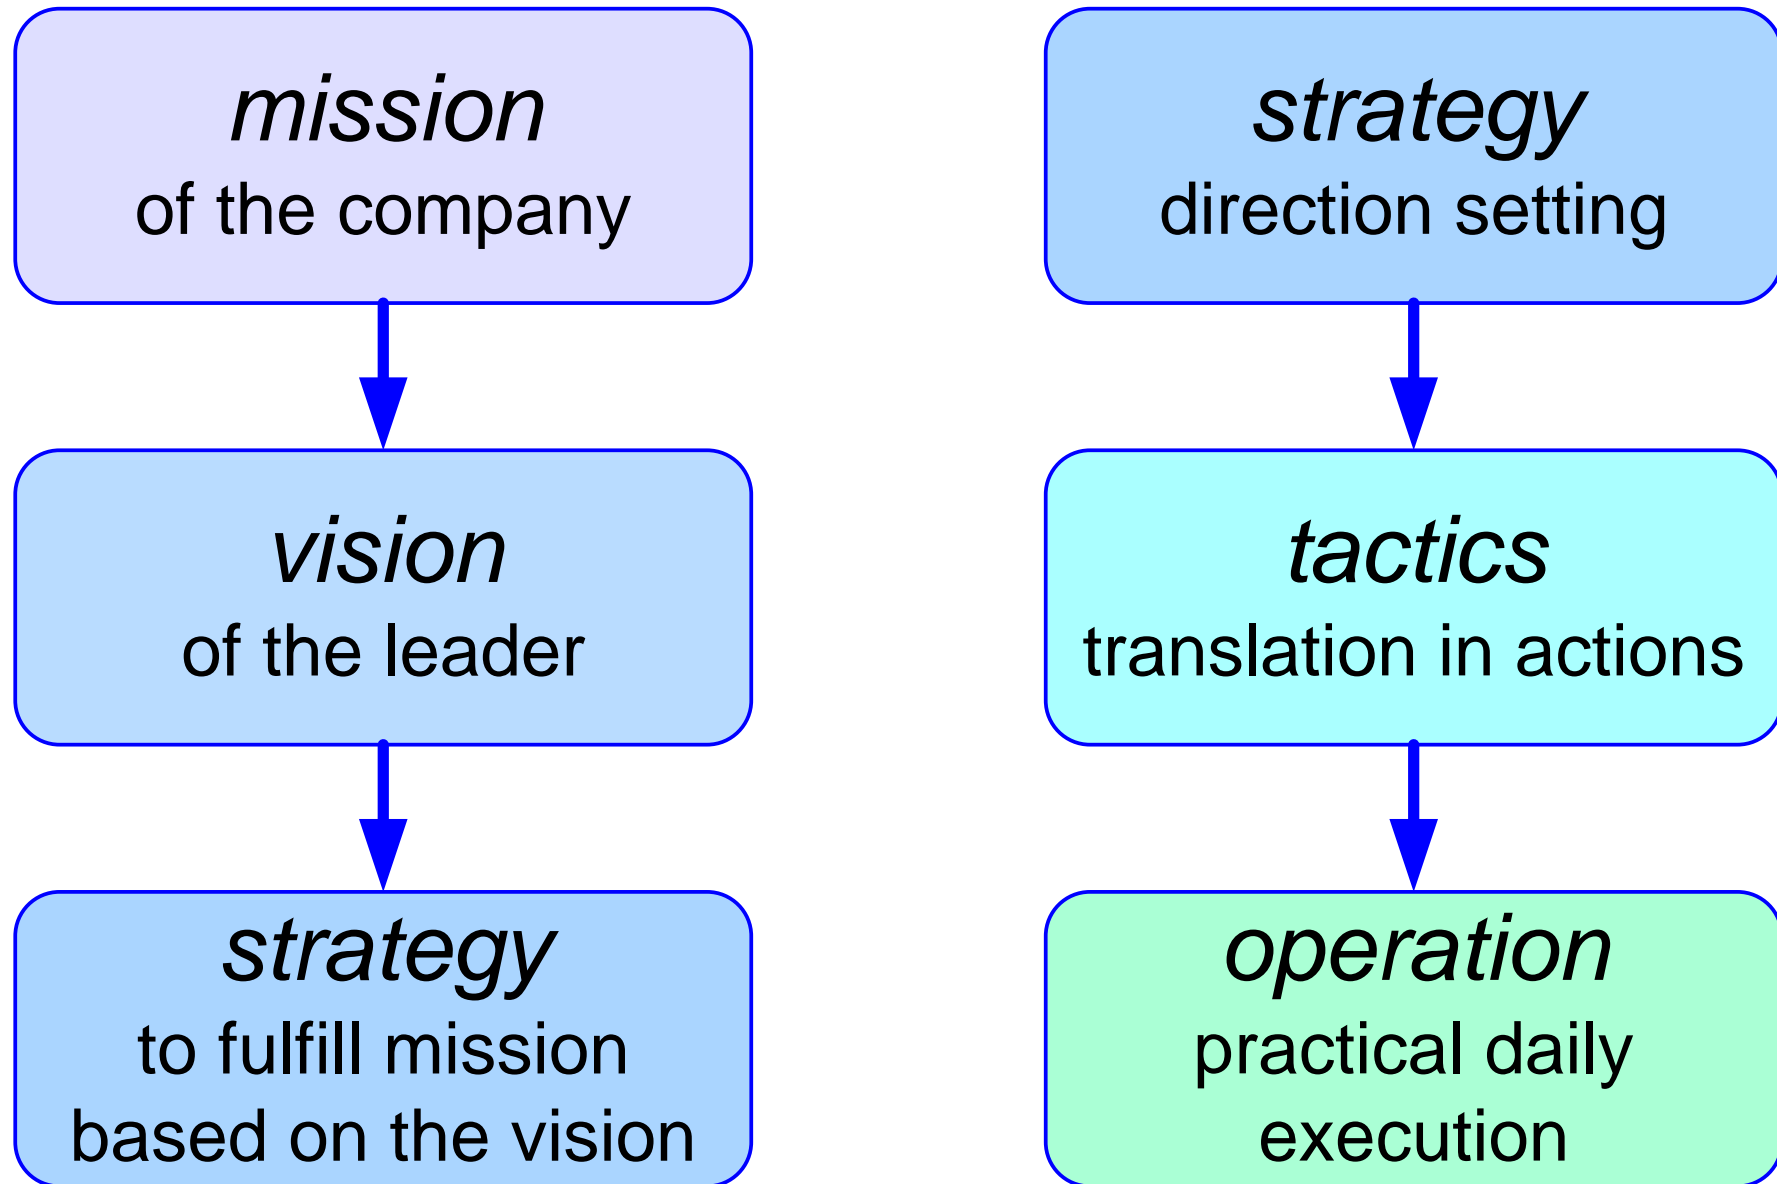 mission
of the company
vision
of the leader
strategy
to fulfill mission
based on the vision
strategy
direction setting
tactics
translation in actions
operation
practical daily
execution